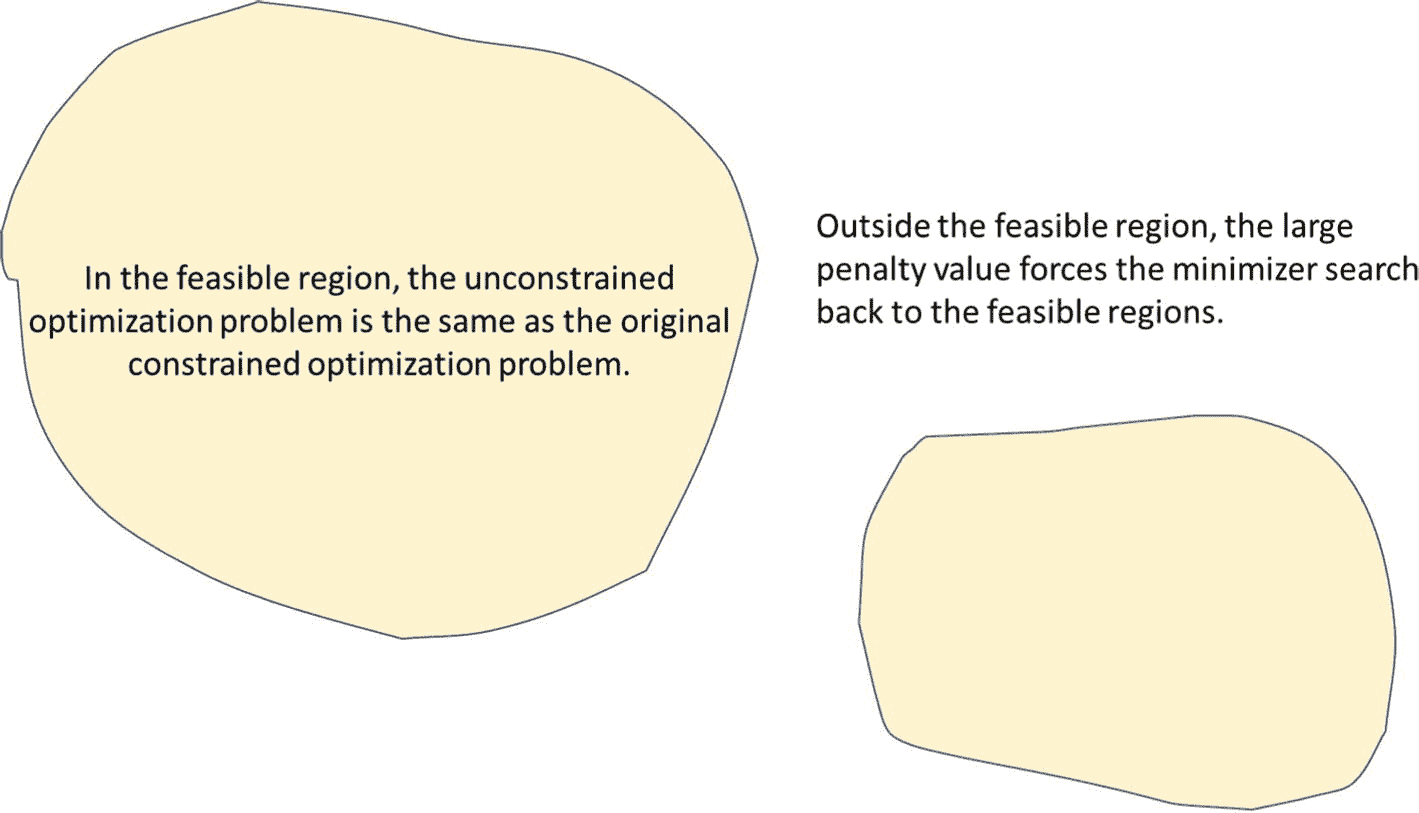 In the feasible region, the unconstrained
optimization problem is the same as the original
constrained optimization problem.
Outside the feasible region, the large
penalty value forces the minimizer search
back to the feasible regions.